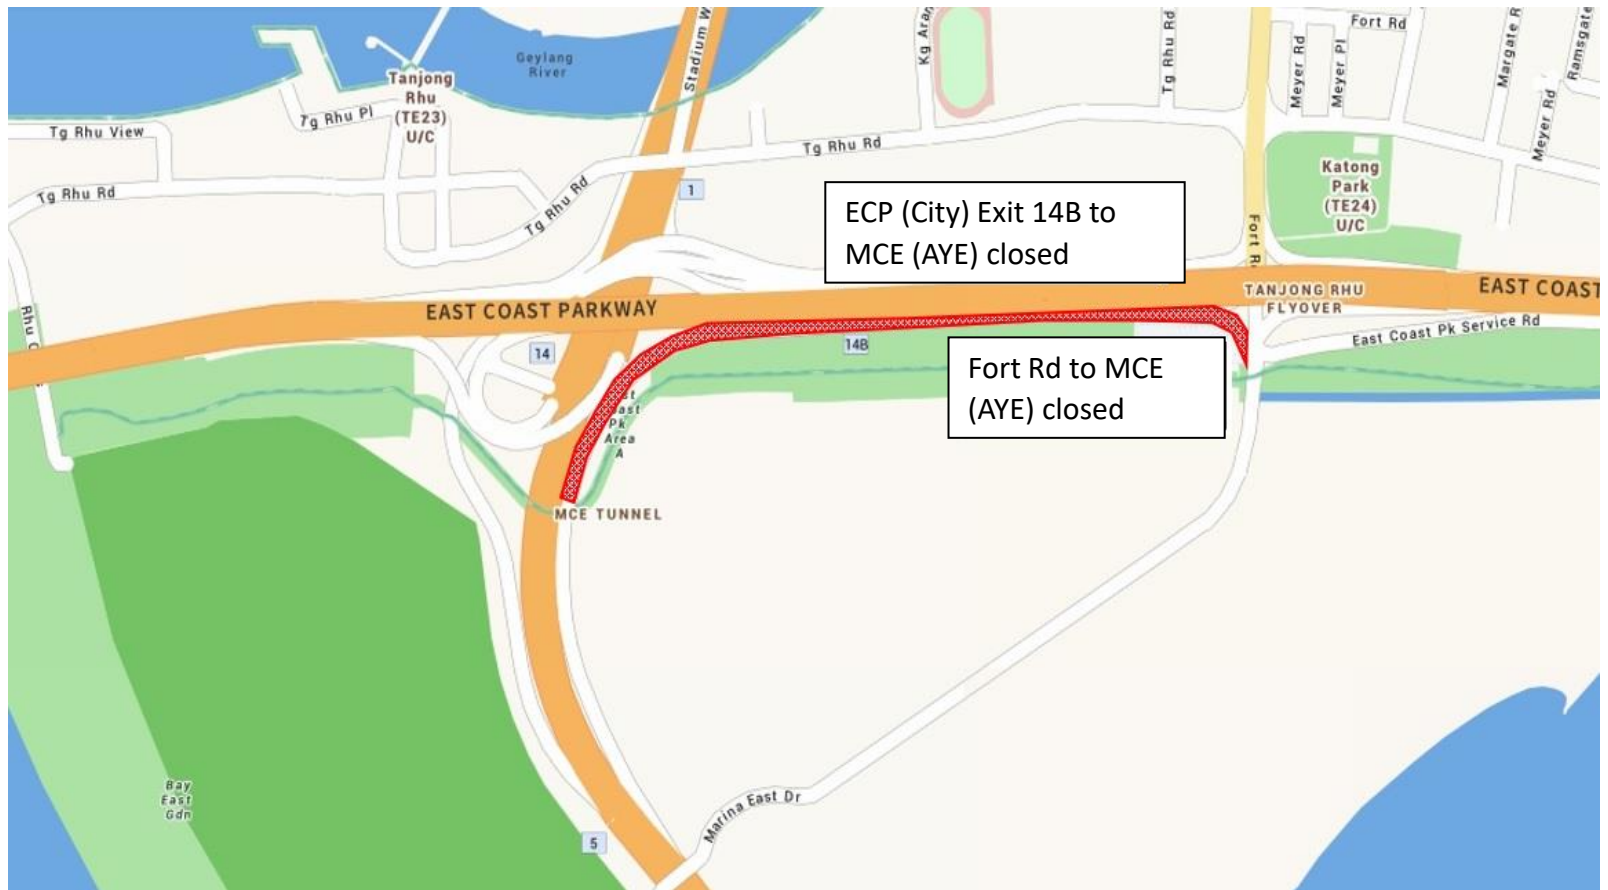 Fort Rd
Stadium W
Kg Aran
Tg Rhu Rd
Meyer Rd
Meyer Pl
Margate R
Ramsgate
Meyer Rd
Geylang
River
Tanjong
Rhu
(TE23)
U/C
Tg Rhu Pl
Tg Rhu View
Tg Rhu Rd
Katong
Park
(TE24)
U/C
Tg Rhu Rd
1
Tg Rhu Rd
ECP (City) Exit 14B to
MCE (AYE) closed
Fort R
EAST COAST PARKWAY
TANJONG RHU
FLYOVER
EAST COAST
East Coast Pk Service Rd
14
14B
Fort Rd to MCE
(AYE) closed
ast
Pk
Area
A
MCE TUNNEL
Bay
East
Gdn
Marina East Dr
5